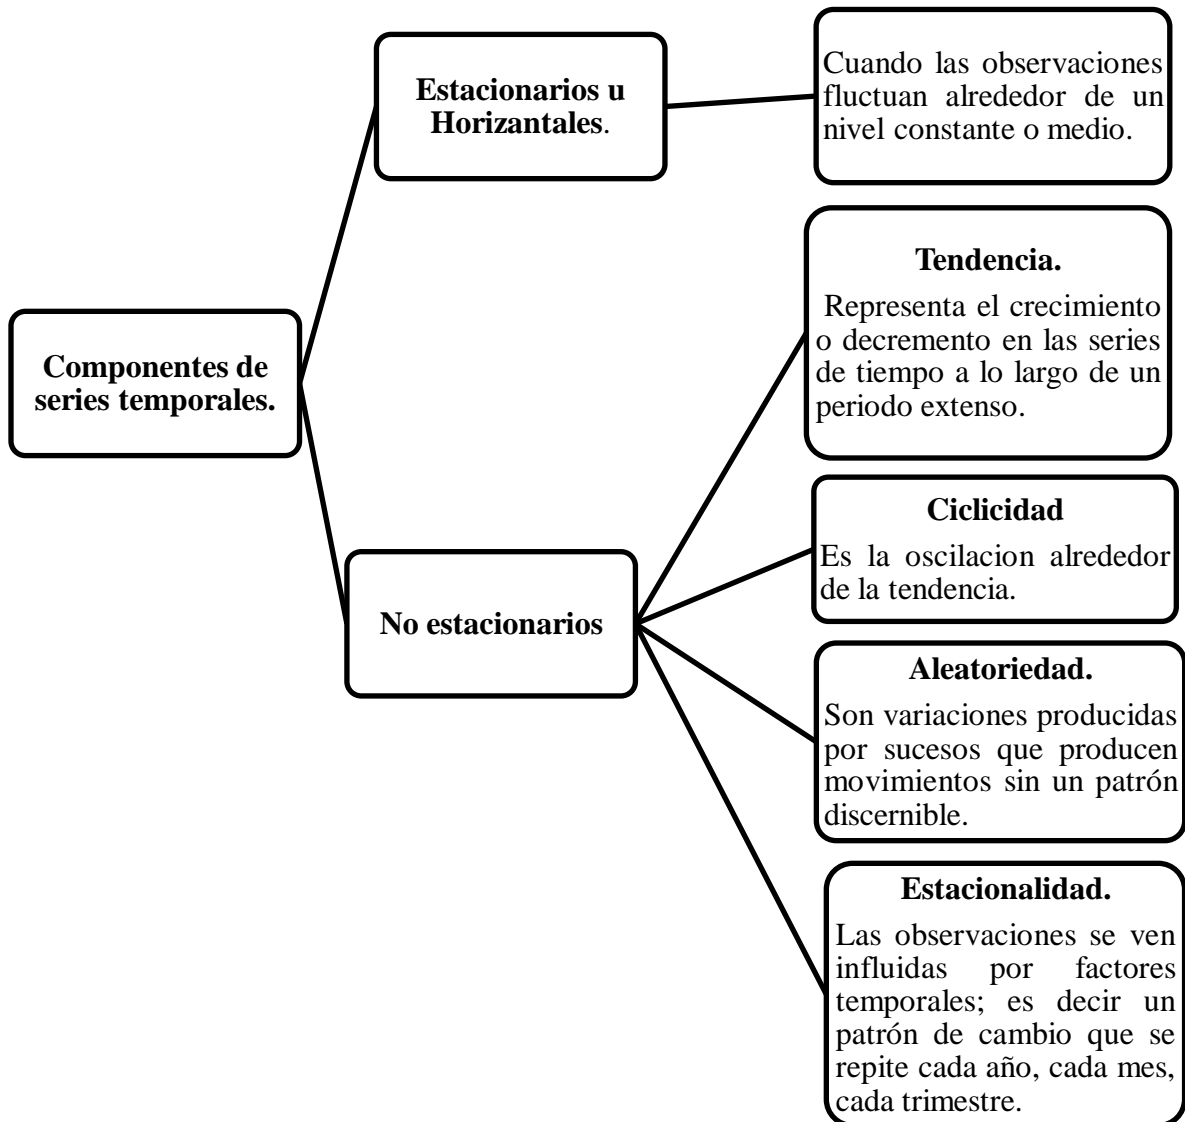 Componentes de
series temporales.
Estacionarios u
Horizantales.
Cuando las observaciones
fluctuan alrededor de un
nivel constante o medio.
No estacionarios
Tendencia.
Representa el crecimiento
o decremento en las series
de tiempo a lo largo de un
periodo extenso.
Ciclicidad
Es la oscilacion alrededor
de la tendencia.
Aleatoriedad.
Son variaciones producidas
por sucesos que producen
movimientos sin un patrón
discernible.
Estacionalidad.
Las observaciones se ven
influidas por factores
temporales; es decir un
patrón de cambio que se
repite cada año, cada mes,
cada trimestre.